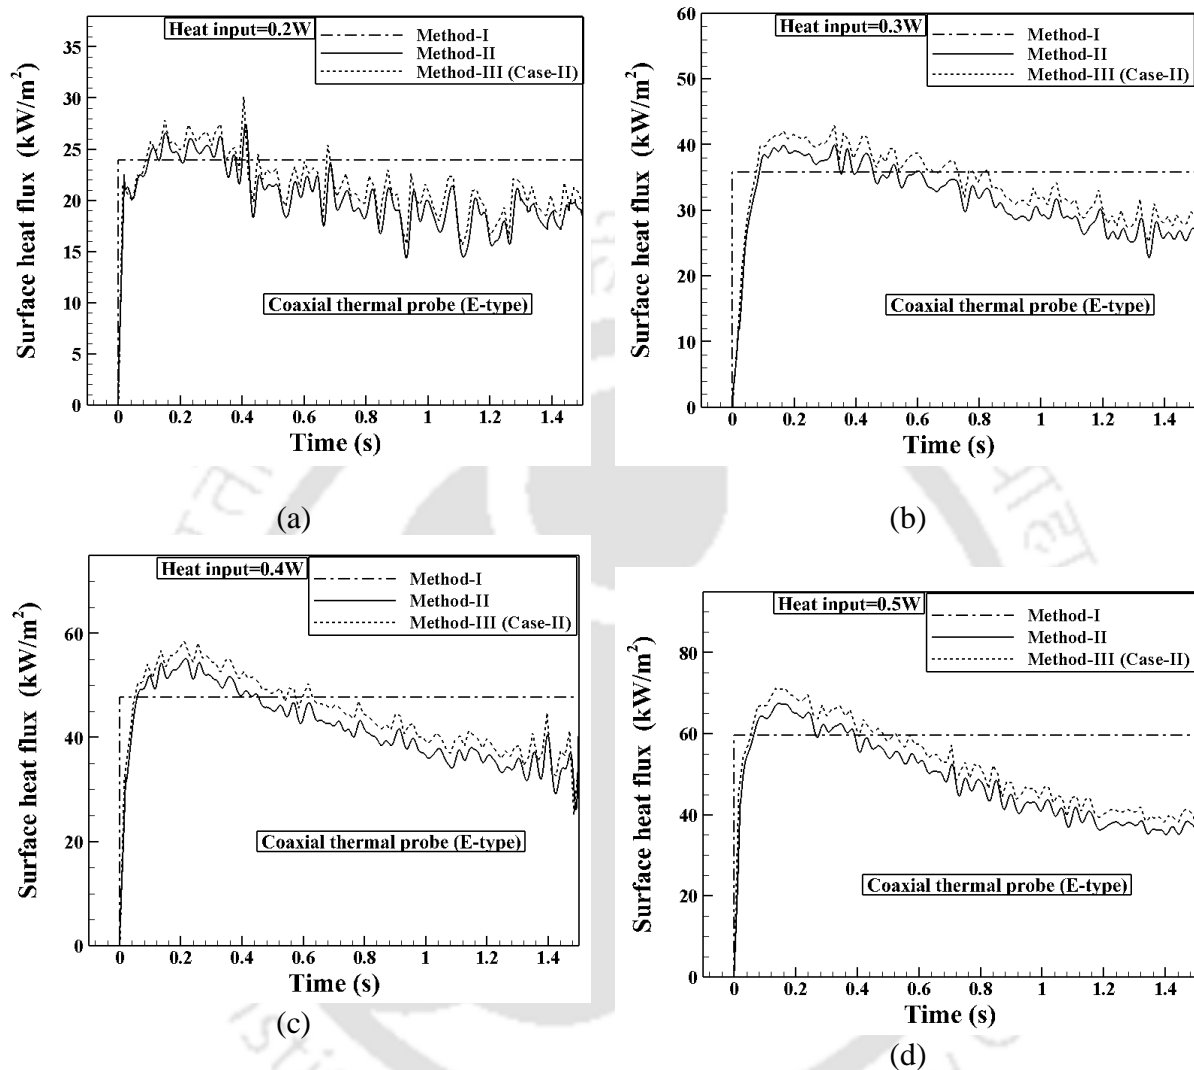 Heat input=0.2W
Method-I
Method-II
Method-III (Case-II)
Surface heat flux (kW/m²)
35
30
25
20
15
10
5
0
Coaxial thermal probe (E-type)
0 0.2 0.4 0.6 0.8 1 1.2 1.4
Time (s)
(a)
Heat input=0.3W
Method-I
Method-II
Method-III (Case-II)
Surface heat flux (kW/m²)
60
50
40
30
20
10
0
Coaxial thermal probe (E-type)
0 0.2 0.4 0.6 0.8 1 1.2 1.4
Time (s)
(b)
Heat input=0.4W
Method-I
Method-II
Method-III (Case-II)
Surface heat flux (kW/m²)
60
40
20
0
Coaxial thermal probe (E-type)
0 0.2 0.4 0.6 0.8 1 1.2 1.4
Time (s)
(c)
Heat input=0.5W
Method-I
Method-II
Method-III (Case-II)
Surface heat flux (kW/m²)
80
60
40
20
0
Coaxial thermal probe (E-type)
0 0.2 0.4 0.6 0.8 1 1.2 1.4
Time (s)
(d)